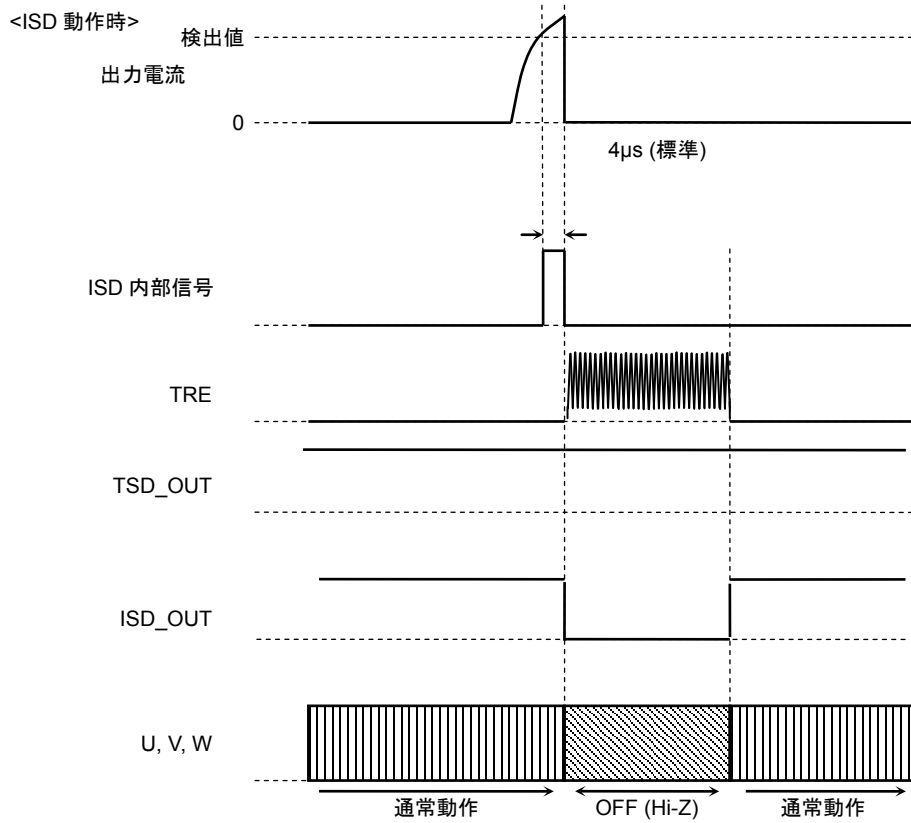 <ISD 動作時>
検出値
出力電流
0
4μs (標準)
ISD 内部信号
TRE
TSD_OUT
ISD_OUT
U, V, W
通常動作
OFF (Hi-Z)
通常動作